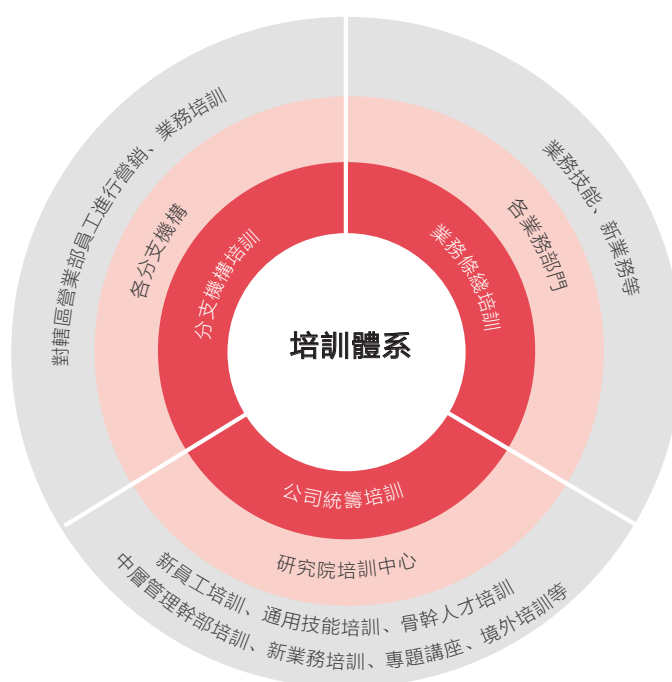 對轄區營業部員工進行營銷、業務培訓
各分支機構
分支機構培訓
業務技能、新業務等
各業務部門
業務條綫培訓
培訓體系
公司統籌培訓
研究院培訓中心
新員工培訓、通用技能培訓、骨幹人才培訓
中層管理幹部培訓、新業務培訓、專題講座、境外培訓等